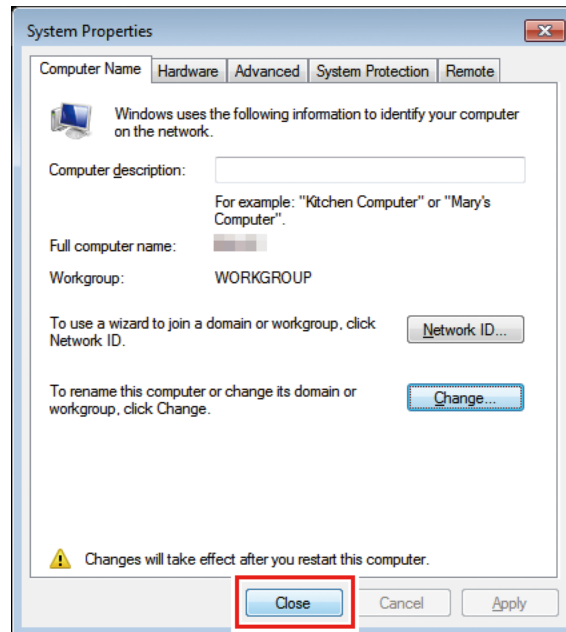 System Properties
Computer Name Hardware Advanced System Protection Remote
Windows uses the following information to identify your computer
on the network.
Computer description:
For example: "Kitchen Computer" or "Mary's
Computer".
Full computer name:
Workgroup: WORKGROUP
To use a wizard to join a domain or workgroup, click
Network ID.
Network ID...
To rename this computer or change its domain or
workgroup, click Change.
Change...
Changes will take effect after you restart this computer.
Close Cancel Apply